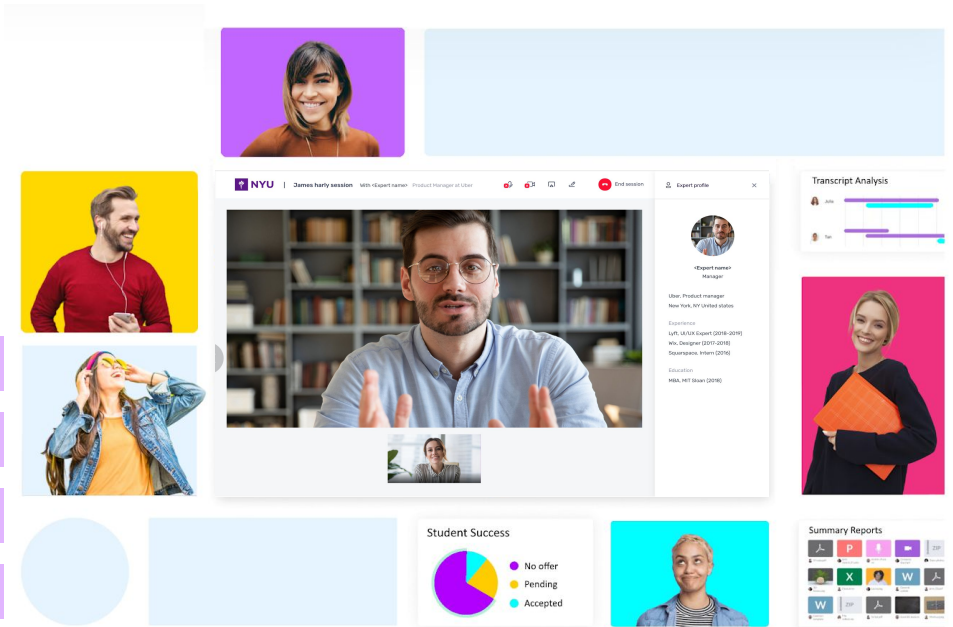 NYU | James harly session With <Expert name> Product Manager at Uber End session
Expert profile
<Expert name>
Manager
Uber, Product manager
New York, NY United states
Experience
Lyft, UI/UX Expert (2018-2019)
Wix, Designer (2017-2018)
Squarespace, Intern (2016)
Education
MBA, MIT Sloan (2018)
Transcript Analysis
Student Success
No offer
Pending
Accepted
Summary Reports
P
ZIP
X
W
W
ZIP